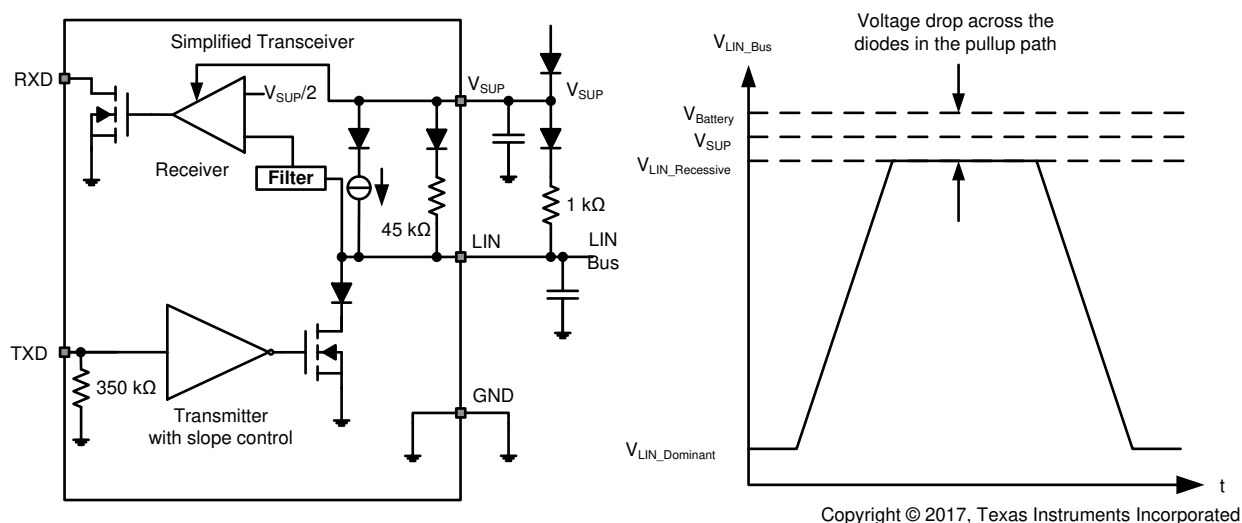 Simplified Transceiver
RXD
V_SUP/2
V_SUP
V_SUP
Receiver
Filter
45 kΩ
1 kΩ
LIN
LIN
Bus
TXD
350 kΩ
GND
Transmitter
with slope control
Voltage drop across the
diodes in the pullup path
V_LIN_Bus
V_Battery
V_SUP
V_LIN_Recessive
V_LIN_Dominant
t
Copyright © 2017, Texas Instruments Incorporated